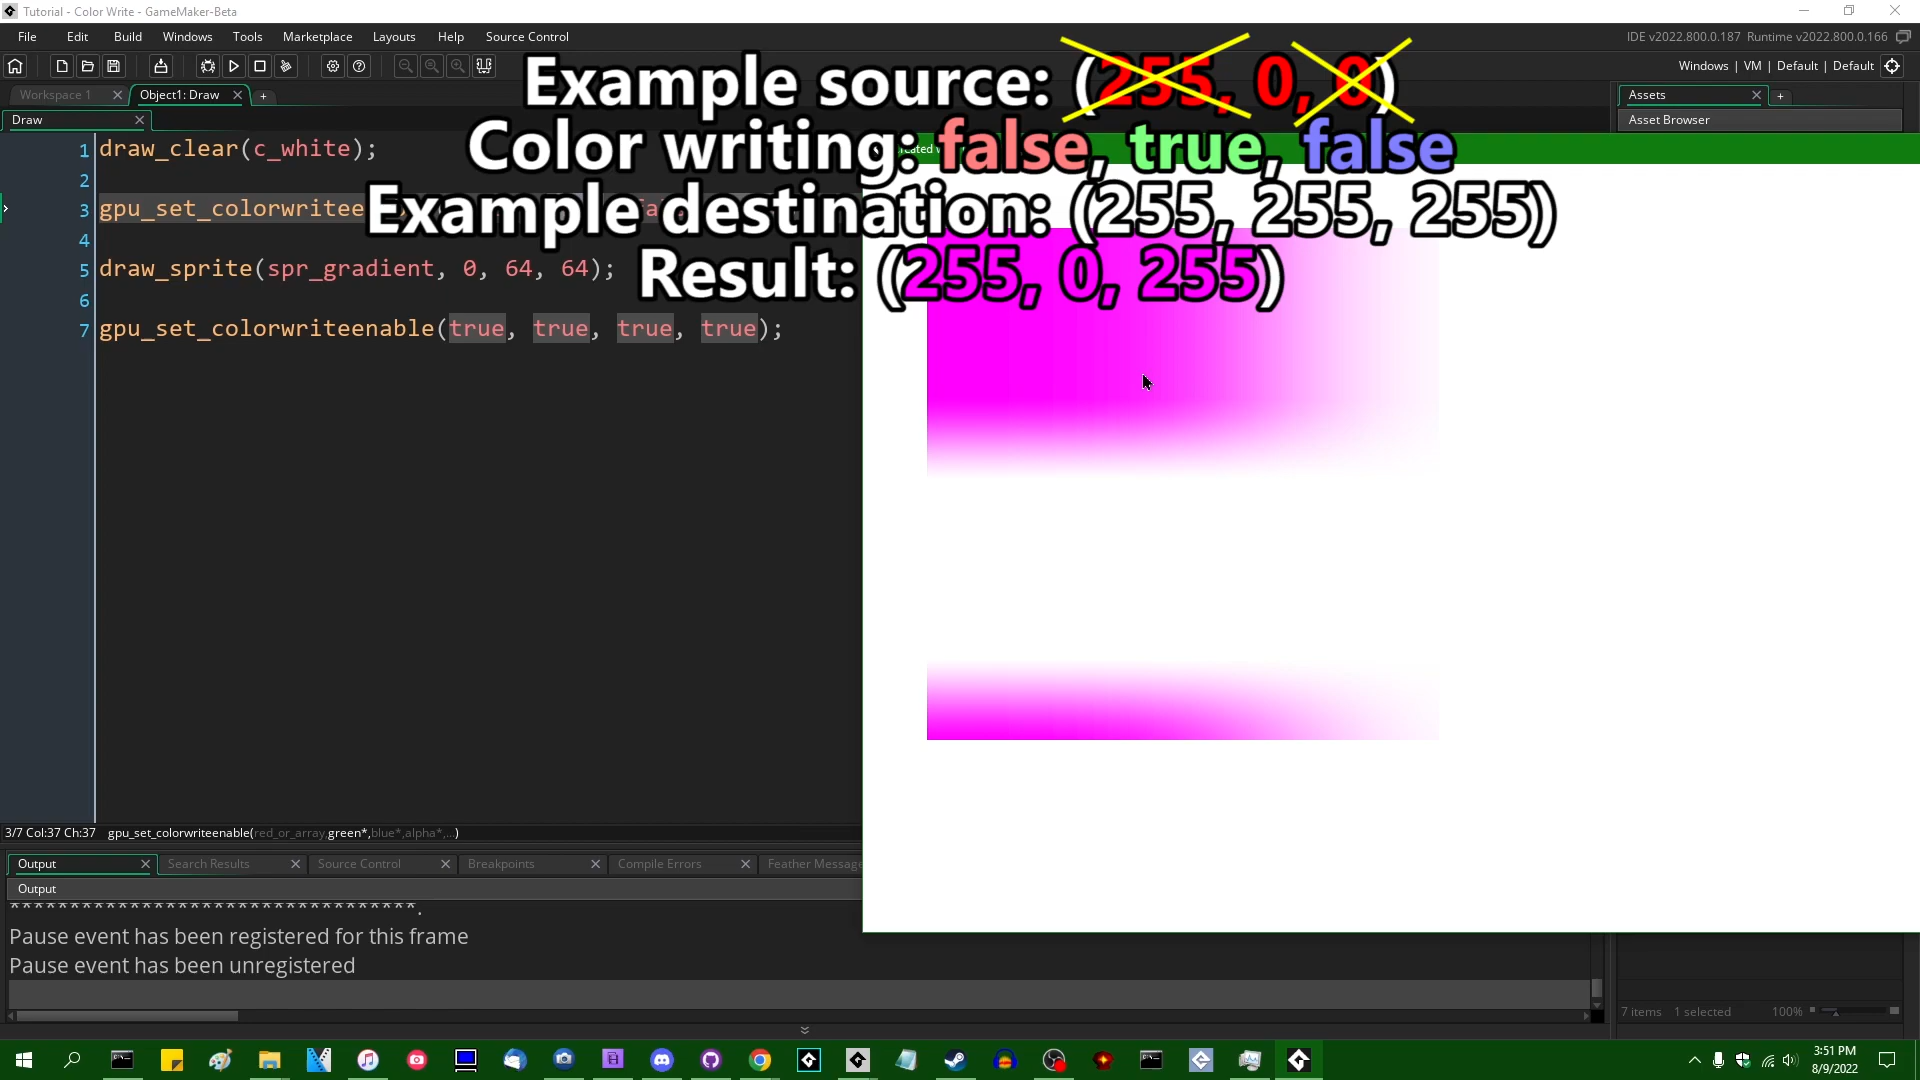 Tutorial - Color Write - GameMaker-Beta
File Edit Build Windows Tools Marketplace Layouts Help Source Control
IDE v2022.800.0.187 Runtime v2022.800.0.166
Windows | VM | Default | Default
Example source: (255, 0, 0)
Color writing: false, true, false
Example destination: (255, 255, 255)
Result: (255, 0, 255)
Workspace 1
Object1: Draw
Draw
1 draw_clear(c_white);
2
3 gpu_set_colorwritee
4
5 draw_sprite(spr_gradient, 0, 64, 64);
6
7 gpu_set_colorwriteenable(true, true, true, true);
Assets
Asset Browser
3/7 Col:37 Ch:37 gpu_set_colorwriteenable(red_or_array,green*,blue*,alpha*,...)
Output Search Results Source Control Breakpoints Compile Errors Feather Message
Output
**********************************.
Pause event has been registered for this frame
Pause event has been unregistered
7 items 1 selected 100%
3:51 PM
8/9/2022